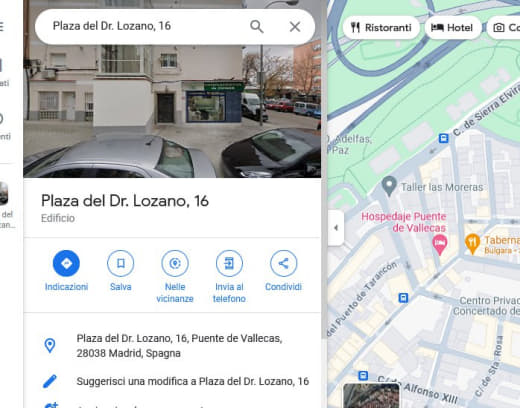 Plaza del Dr. Lozano, 16
Plaza del Dr. Lozano, 16
Edificio
Indicazioni
Salva
Nelle
vicinanze
Invia al
telefono
Condividi
Plaza del Dr. Lozano, 16, Puente de Vallecas,
28038 Madrid, Spagna
Suggerisci una modifica a Plaza del Dr. Lozano, 16
Ristoranti
Hotel
Adelfas,
Paz
C. de Sierra Elvira
Taller las Moreras
Hospedaje Puente
de Vallecas
Taberna
Búlgara
del Puerto de Tarancón
Centro Privado
Concertado de
C. de Sta. Rosa
C/ de Alfonso XIII